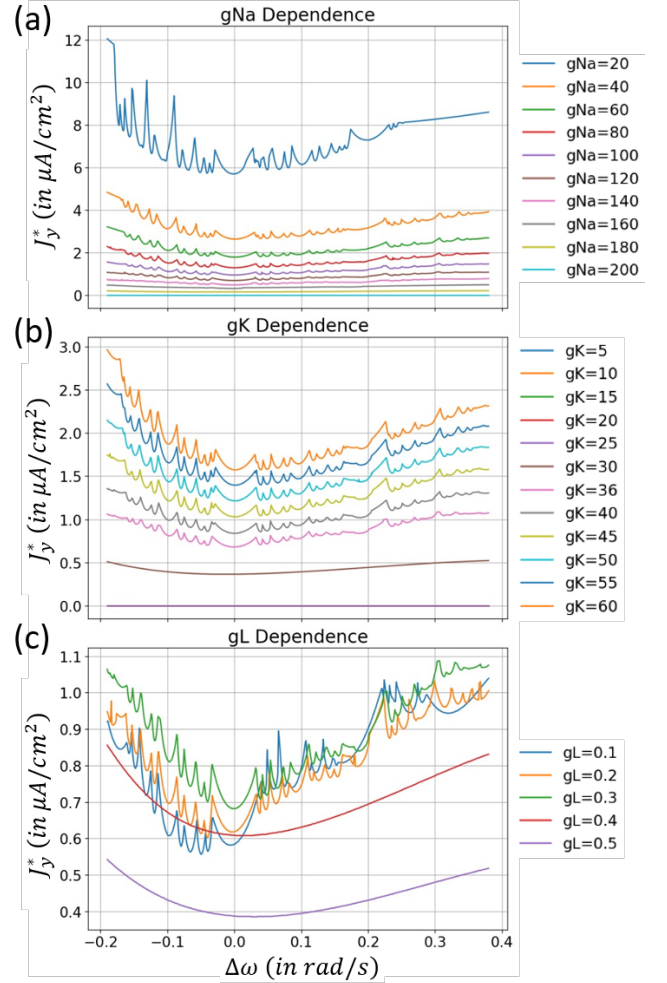 (a)
gNa Dependence
12
10
8
6
4
2
0
J*y (in μA/cm²)
gNa=20
gNa=40
gNa=60
gNa=80
gNa=100
gNa=120
gNa=140
gNa=160
gNa=180
gNa=200
(b)
gK Dependence
3.0
2.5
2.0
1.5
1.0
0.5
0.0
J*y (in μA/cm²)
gK=5
gK=10
gK=15
gK=20
gK=25
gK=30
gK=36
gK=40
gK=45
gK=50
gK=55
gK=60
(c)
gL Dependence
1.1
1.0
0.9
0.8
0.7
0.6
0.5
0.4
J*y (in μA/cm²)
gL=0.1
gL=0.2
gL=0.3
gL=0.4
gL=0.5
−0.2 −0.1 0.0 0.1 0.2 0.3 0.4
Δω (in rad/s)